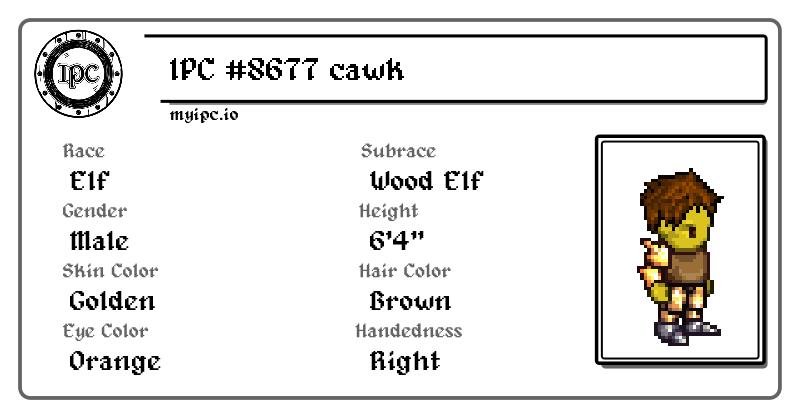 IPC
IPC #8677 cawk
myipc.io
Race
Elf
Subrace
Wood Elf
Gender
Male
Height
6'4"
Skin Color
Golden
Hair Color
Brown
Eye Color
Orange
Handedness
Right